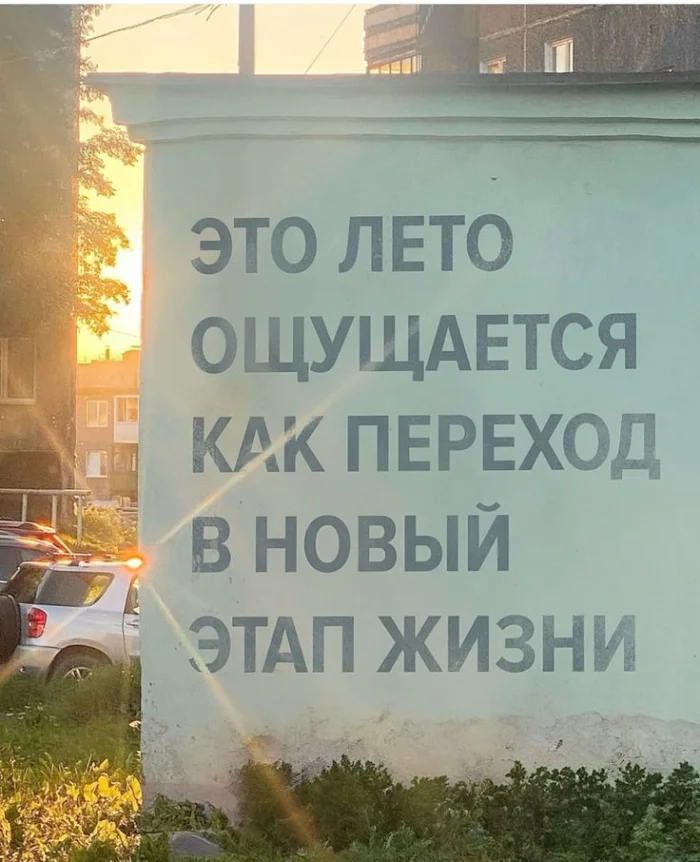 ЭТО ЛЕТО
ОЩУЩАЕТСЯ
КАК ПЕРЕХОД
В НОВЫЙ
ЭТАП ЖИЗНИ